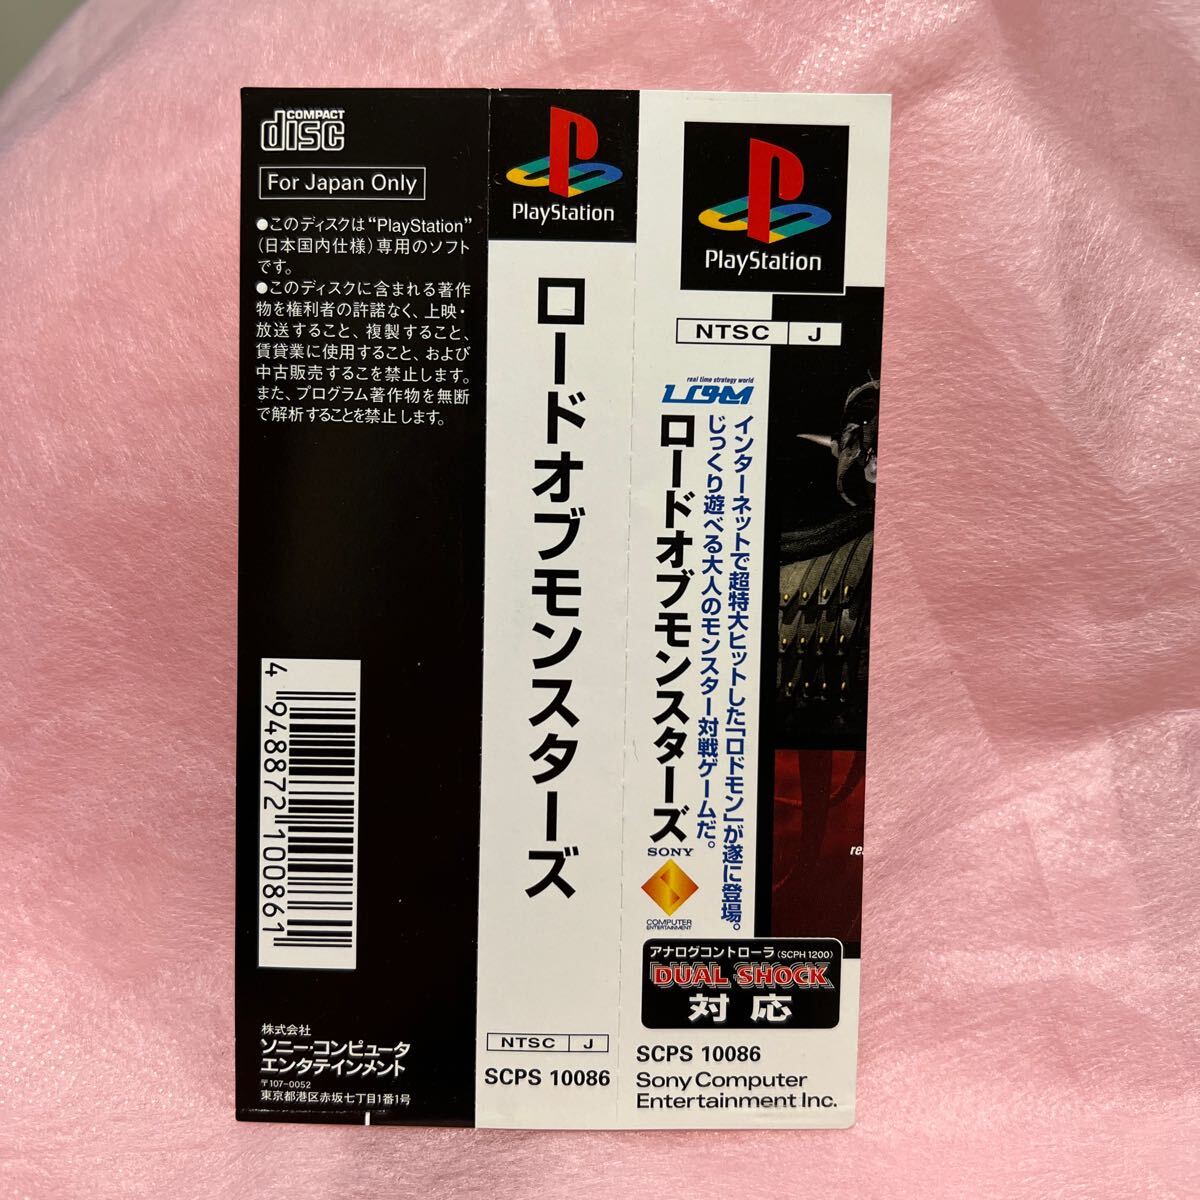 COMPACT
disc
For Japan Only
●このディスクは“PlayStation”
(日本国内仕様)専用のソフト
です。
●このディスクに含まれる著作
物を権利者の許諾なく、上映・
放送すること、複製すること、
賃貸業に使用すること、および
中古販売するこを禁止します。
また、プログラム著作物を無断
で解析することを禁止します。
4 948872 100861
株式会社
ソニー・コンピュータ
エンタテインメント
〒107-0052
東京都港区赤坂七丁目1番1号
PlayStation
ロードオブモンスターズ
NTSC J
SCPS 10086
PlayStation
NTSC J
real time strategy world
ロードオブモンスターズ
インターネットで超特大ヒットした「ロドモン」が遂に登場。
じっくり遊べる大人のモンスター対戦ゲームだ。
SONY
COMPUTER
ENTERTAINMENT
アナログコントローラ(SCPH 1200)
DUAL SHOCK
対応
SCPS 10086
Sony Computer
Entertainment Inc.